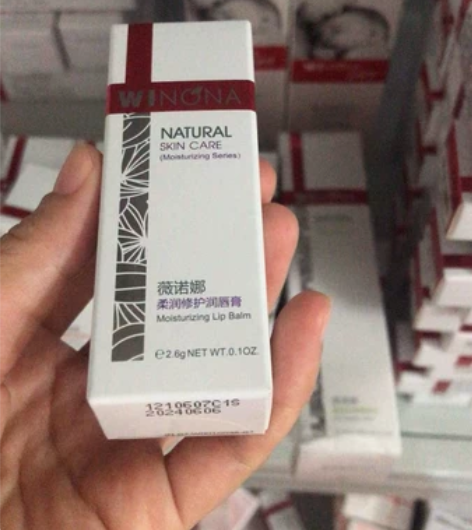 WINONA
NATURAL
SKIN CARE
(Moisturizing Series)
薇诺娜
柔润修护润唇膏
Moisturizing Lip Balm
℮2.6g NET WT.0.1OZ.
1210607C1S
20240606